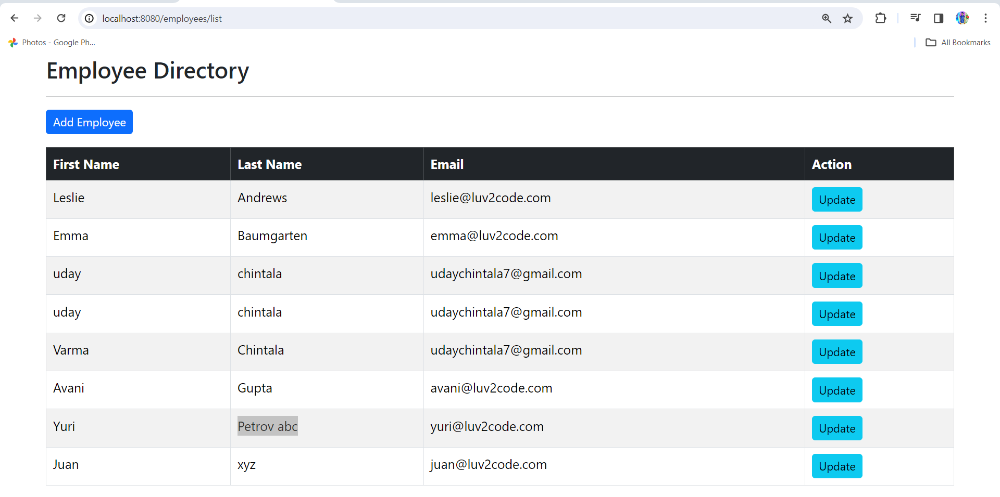 localhost:8080/employees/list
Photos - Google Ph...
All Bookmarks
Employee Directory
Add Employee
First Name Last Name Email Action
Leslie Andrews leslie@luv2code.com Update
Emma Baumgarten emma@luv2code.com Update
uday chintala udaychintala7@gmail.com Update
uday chintala udaychintala7@gmail.com Update
Varma Chintala udaychintala7@gmail.com Update
Avani Gupta avani@luv2code.com Update
Yuri Petrov abc yuri@luv2code.com Update
Juan xyz juan@luv2code.com Update